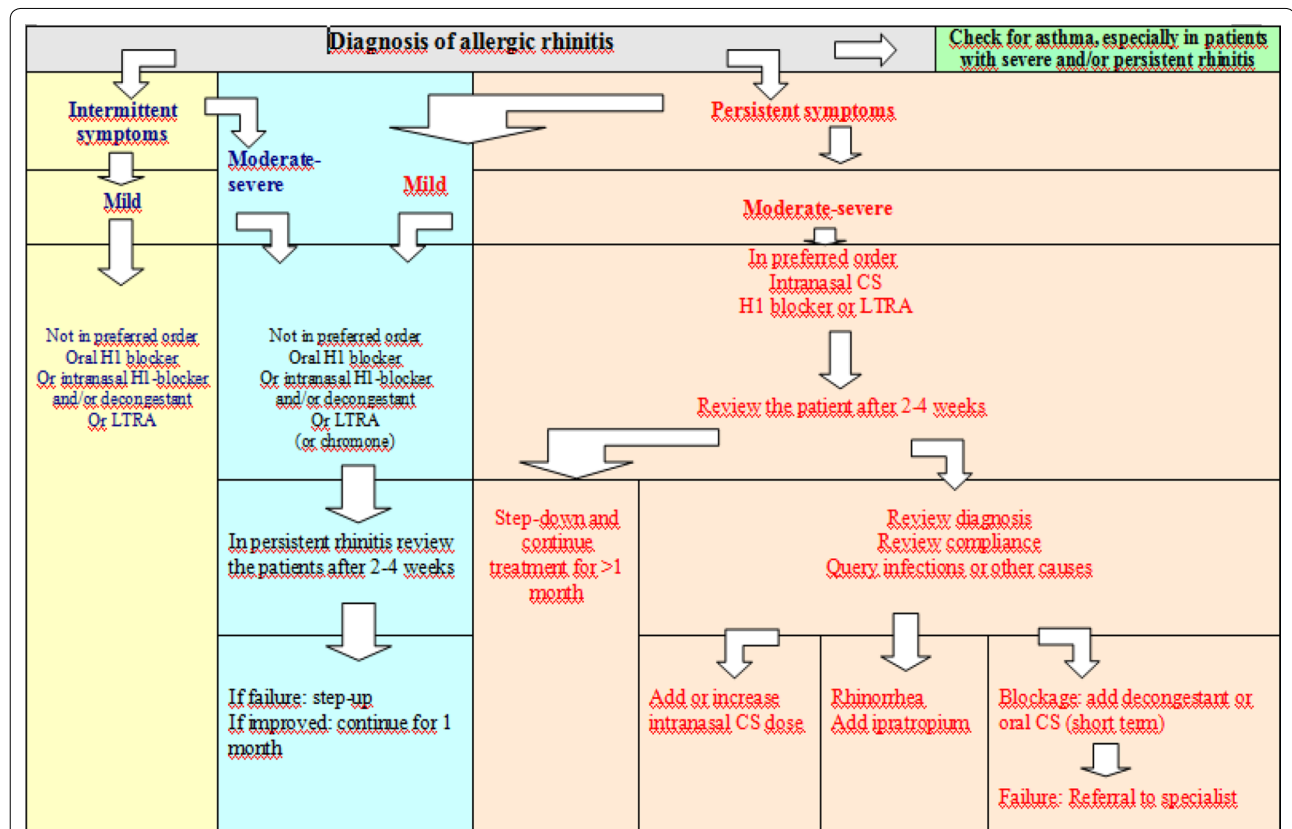 Diagnosis of allergic rhinitis
Check for asthma, especially in patients
with severe and/or persistent rhinitis
Intermittent
symptoms
Persistent symptoms
Moderate-
severe
Mild
Mild
Moderate-severe
In preferred order
Intranasal CS
H1 blocker or LTRA
Not in preferred order
Oral H1 blocker
Or intranasal H1-blocker
and/or decongestant
Or LTRA
Not in preferred order
Oral H1 blocker
Or intranasal H1-blocker
and/or decongestant
Or LTRA
(or chromone)
Review the patient after 2-4 weeks
In persistent rhinitis review
the patients after 2-4 weeks
Step-down and
continue
treatment for >1
month
Review diagnosis
Review compliance
Query infections or other causes
If failure: step-up
If improved: continue for 1
month
Add or increase
intranasal CS dose
Rhinorrhea
Add ipratropium
Blockage: add decongestant or
oral CS (short term)
Failure: Referral to specialist